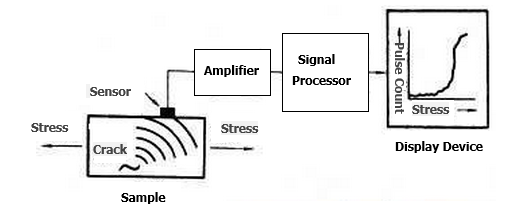 Sensor
Amplifier
Signal
Processor
Pulse Count
Stress
Display Device
Stress
Crack
Stress
Sample